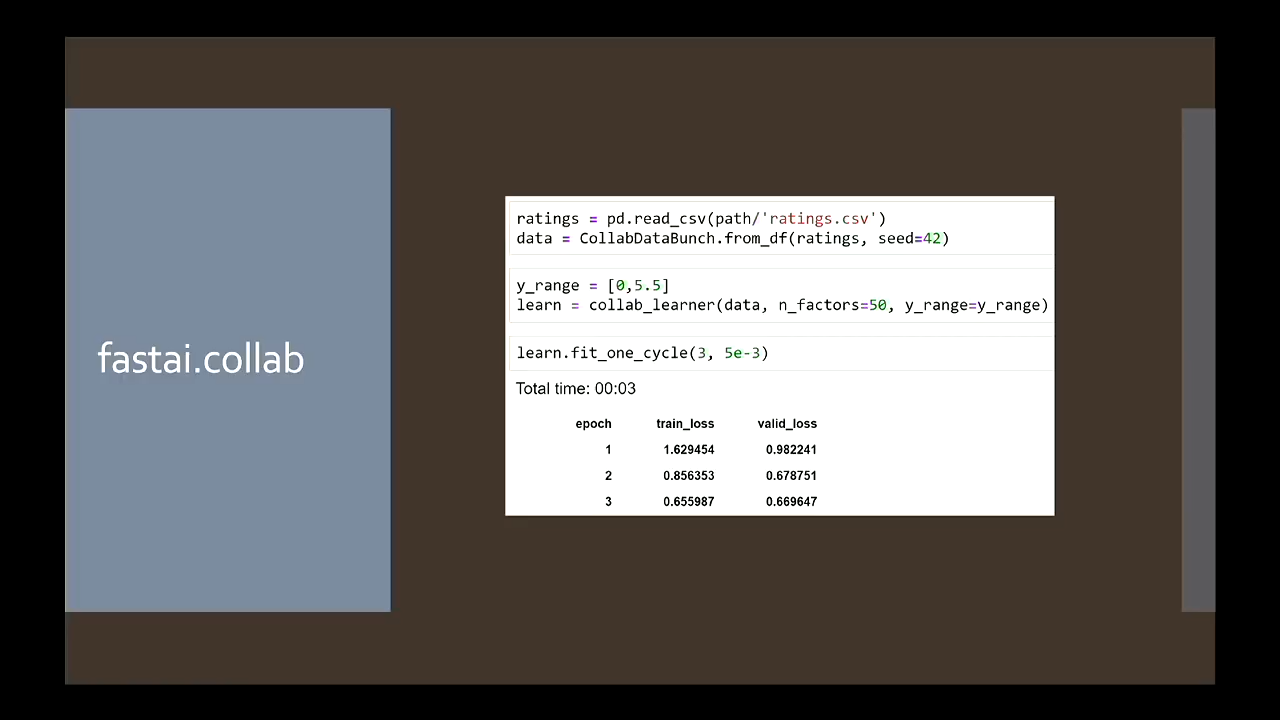 fastai.collab
ratings = pd.read_csv(path/'ratings.csv')
data = CollabDataBunch.from_df(ratings, seed=42)
y_range = [0,5.5]
learn = collab_learner(data, n_factors=50, y_range=y_range)
learn.fit_one_cycle(3, 5e-3)
Total time: 00:03
epoch train_loss valid_loss
1 1.629454 0.982241
2 0.856353 0.678751
3 0.655987 0.669647